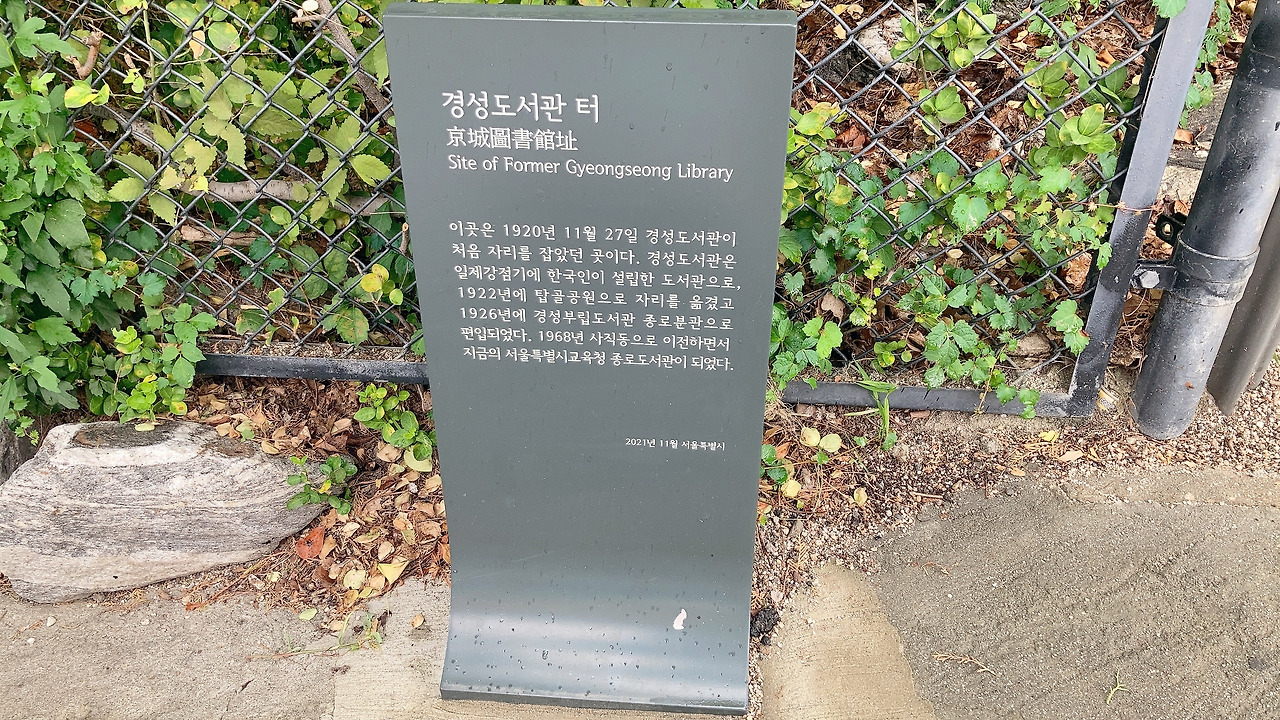 경성도서관 터
京城圖書館址
Site of Former Gyeongseong Library
이곳은 1920년 11월 27일 경성도서관이
처음 자리를 잡았던 곳이다. 경성도서관은
일제강점기에 한국인이 설립한 도서관으로,
1922년에 탑골공원으로 자리를 옮겼고
1926년에 경성부립도서관 종로분관으로
편입되었다. 1968년 사직동으로 이전하면서
지금의 서울특별시교육청 종로도서관이 되었다.
2021년 11월 서울특별시